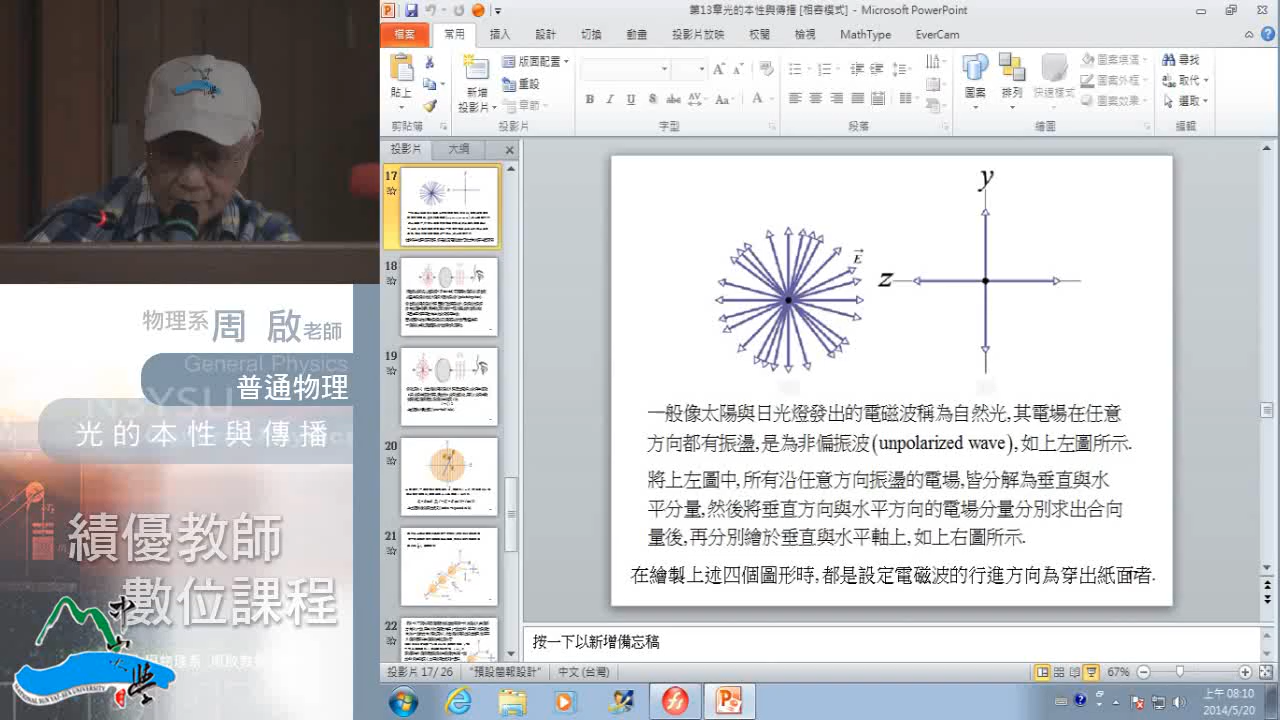 第13章光的本性與傳播 [相容模式] - Microsoft PowerPoint
檔案 常用 插入 設計 切換 動畫 投影片放映 校閱 檢視 MathType EverCam
貼上 新增投影片 版面配置 重設 章節
B I U S abc AV Aa A
圖案 排列 快速樣式 圖案填滿 圖案外框 圖案效果
尋找 取代 選取
剪貼簿 投影片 字型 段落 繪圖 編輯
投影片 大綱
17
18
19
20
21
22
y
E
z
一般像太陽與日光燈發出的電磁波稱為自然光,其電場在任意
方向都有振盪,是為非偏振波(unpolarized wave),如上左圖所示.
將上左圖中,所有沿任意方向振盪的電場,皆分解為垂直與水
平分量,然後將垂直方向與水平方向的電場分量分別求出合向
量後,再分別繪於垂直與水平軸上,如上右圖所示.
在繪製上述四個圖形時,都是設定電磁波的行進方向為穿出紙面者.
按一下以新增備忘稿
投影片 17/26 "預設簡報設計" 中文 (台灣) 67%
上午 08:10
2014/5/20
物理系 周 啟 老師
General Physics
普通物理
光的本性與傳播
績優教師
數位課程